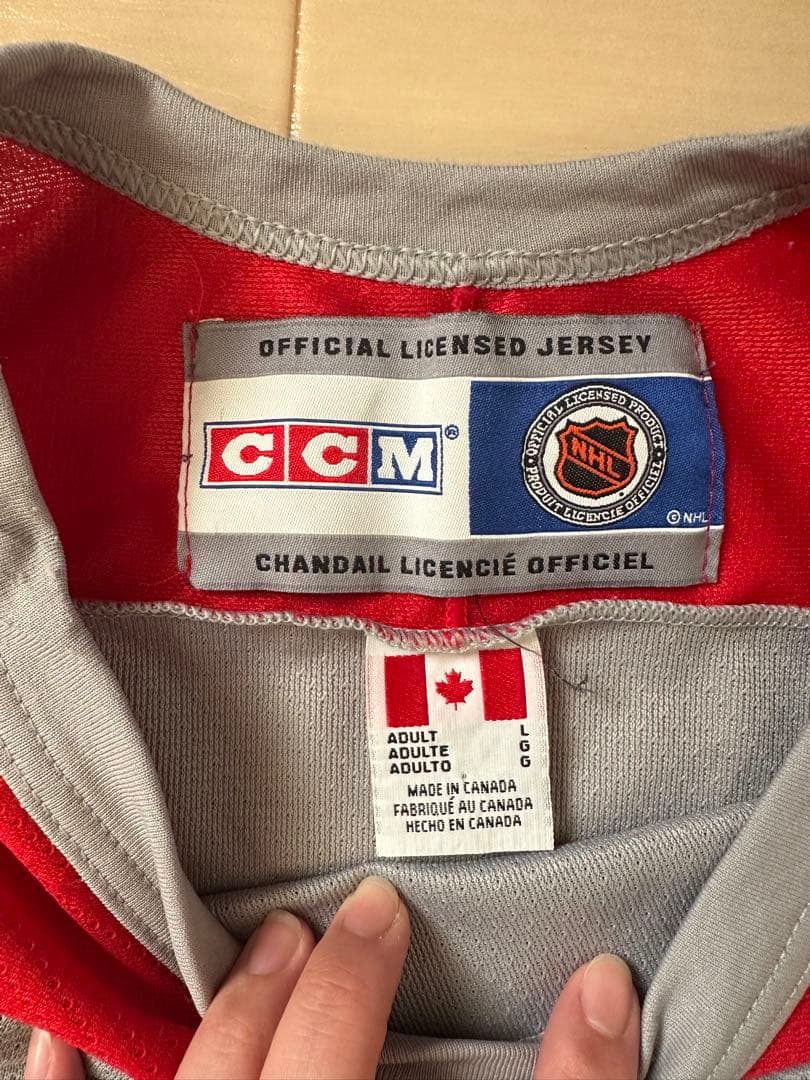 OFFICIAL LICENSED JERSEY
CCM®
OFFICIAL LICENSED PRODUCT
NHL
PRODUIT LICENCIE OFFICIEL
© NHL
CHANDAIL LICENCIÉ OFFICIEL
ADULT L
ADULTE G
ADULTO G
MADE IN CANADA
FABRIQUÉ AU CANADA
HECHO EN CANADA